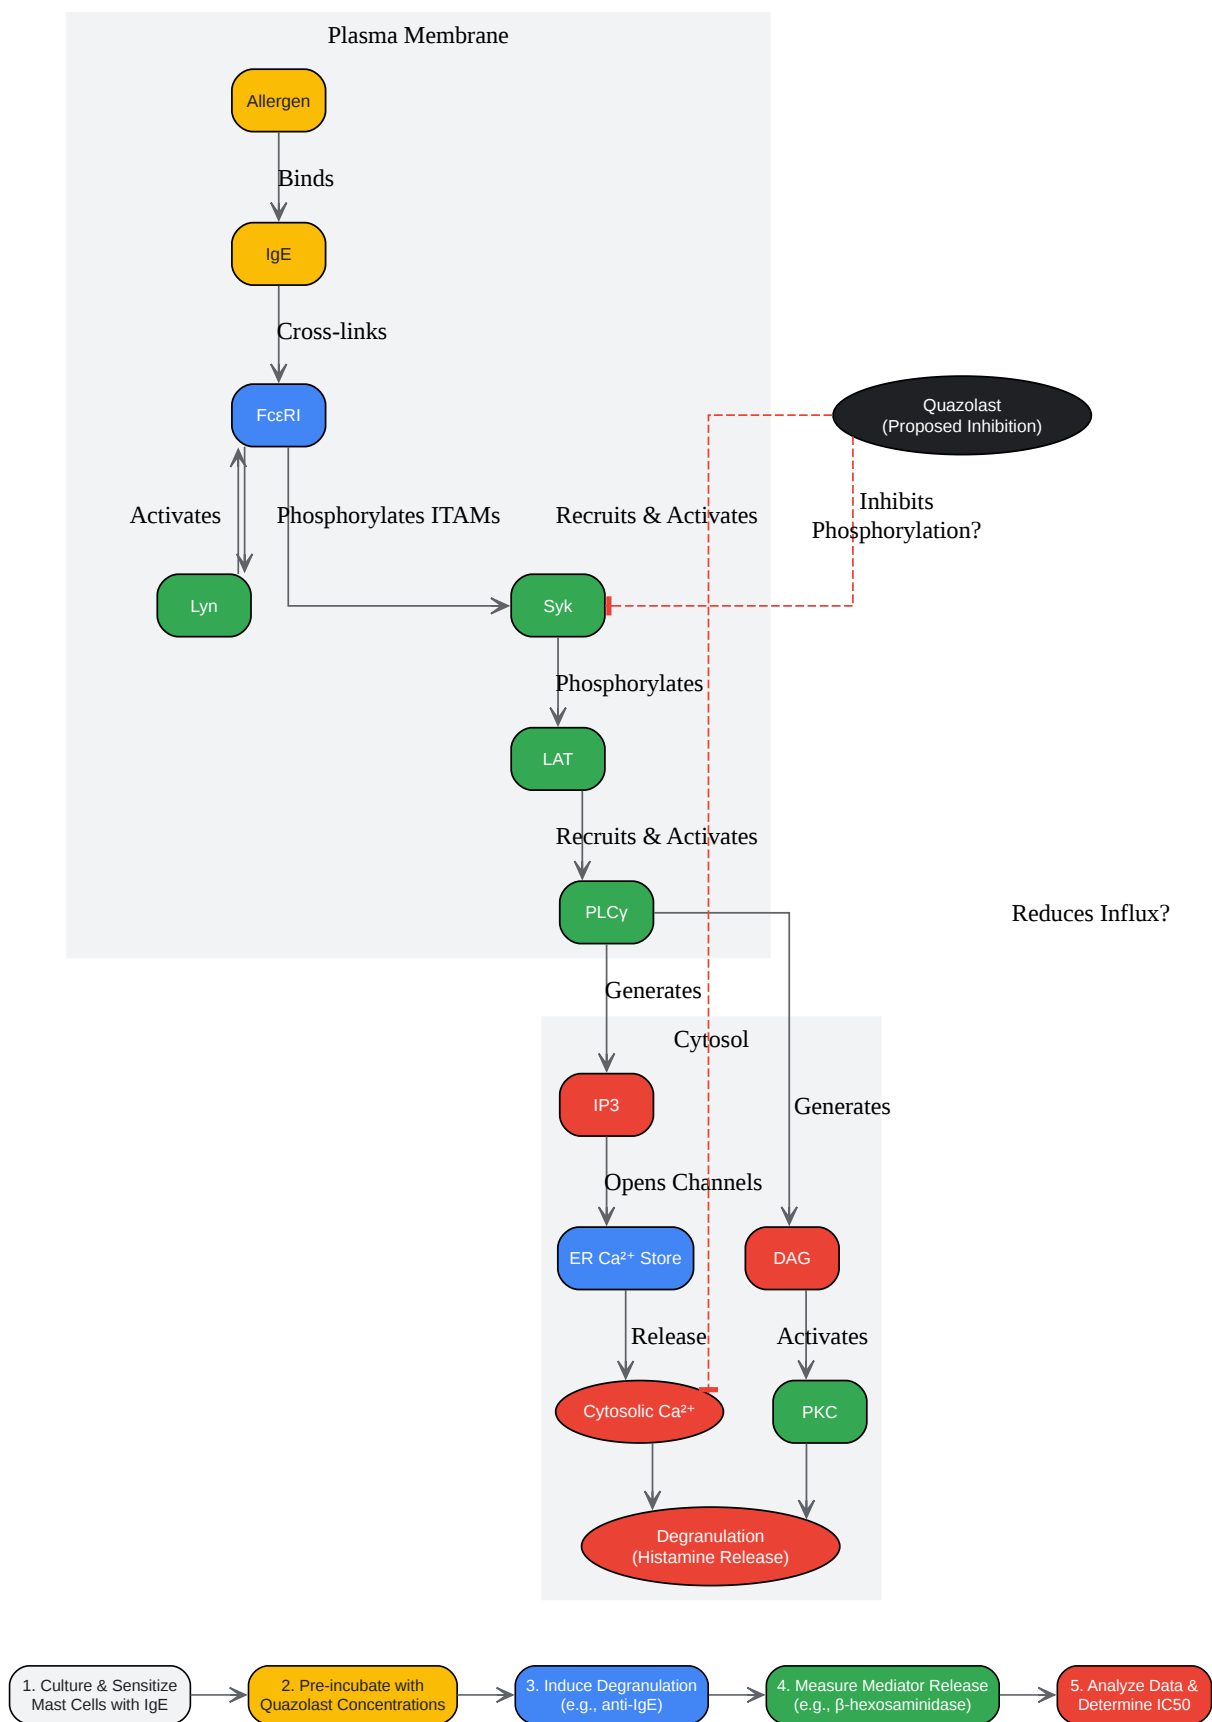 Plasma Membrane
Allergen
Binds
IgE
Cross-links
FcεRI
Quazolast
(Proposed Inhibition)
Activates
Phosphorylates ITAMs
Recruits & Activates
Inhibits
Phosphorylation?
Lyn
Syk
Phosphorylates
LAT
Recruits & Activates
PLCγ
Reduces Influx?
Generates
Cytosol
IP3
Generates
Opens Channels
ER Ca²⁺ Store
DAG
Release
Activates
Cytosolic Ca²⁺
PKC
Degranulation
(Histamine Release)
1. Culture & Sensitize
Mast Cells with IgE
2. Pre-incubate with
Quazolast Concentrations
3. Induce Degranulation
(e.g., anti-IgE)
4. Measure Mediator Release
(e.g., β-hexosaminidase)
5. Analyze Data &
Determine IC50